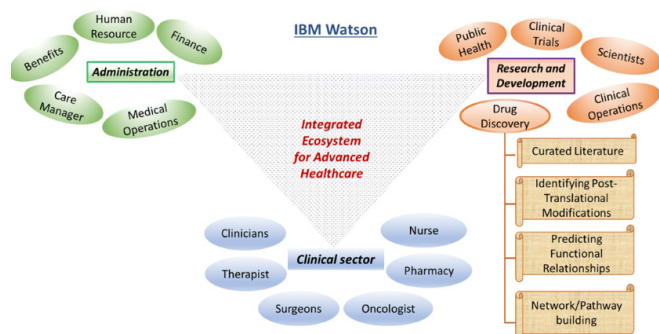 IBM Watson
Human
Resource
Finance
Benefits
Administration
Care
Manager
Medical
Operations
Public
Health
Clinical
Trials
Scientists
Research and
Development
Clinical
Operations
Drug
Discovery
Curated Literature
Identifying Post-
Translational
Modifications
Predicting
Functional
Relationships
Network/Pathway
building
Integrated
Ecosystem
for Advanced
Healthcare
Clinicians
Nurse
Clinical sector
Therapist
Pharmacy
Surgeons
Oncologist